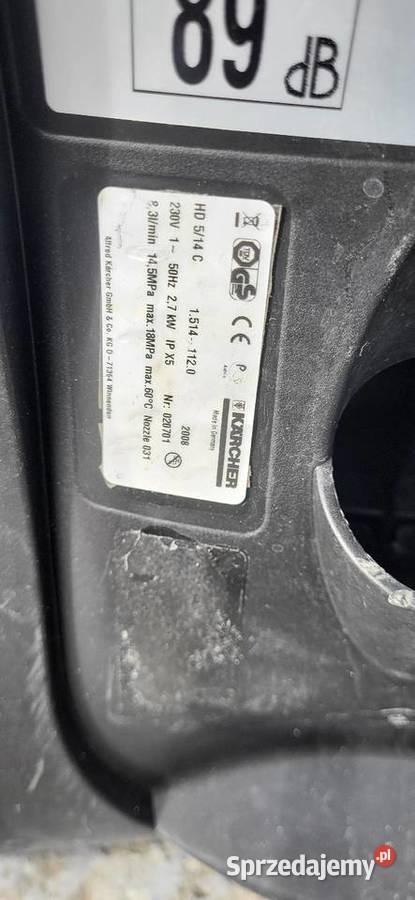 89 dB
KÄRCHER
Made in Germany
HD 5/14 C 1.514-112.0 2008
230V 1~ 50Hz 2,7 kW IP X5 Nr: 020701
8,3l/min 14,5MPa max.18MPa max.60°C Nozzle 031
Alfred Kärcher GmbH & Co. KG D - 71364 Winnenden
GS
CE
P
Sprzedajemy.pl